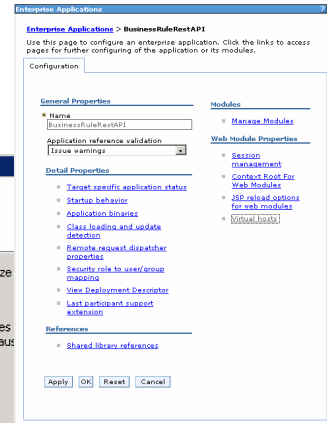 Enterprise Applications ?
Enterprise Applications > BusinessRuleRestAPI
Use this page to configure an enterprise application. Click the links to access
pages for further configuring of the application or its modules.
Configuration
General Properties
* Name
BusinessRuleRestAPI
Application reference validation
Issue warnings
Detail Properties
Target specific application status
Startup behavior
Application binaries
Class loading and update
detection
Remote request dispatcher
properties
Security role to user/group
mapping
View Deployment Descriptor
Last participant support
extension
References
Shared library references
Modules
Manage Modules
Web Module Properties
Session
management
Context Root For
Web Modules
JSP reload options
for web modules
Virtual hosts
Apply OK Reset Cancel
ze
es
aus